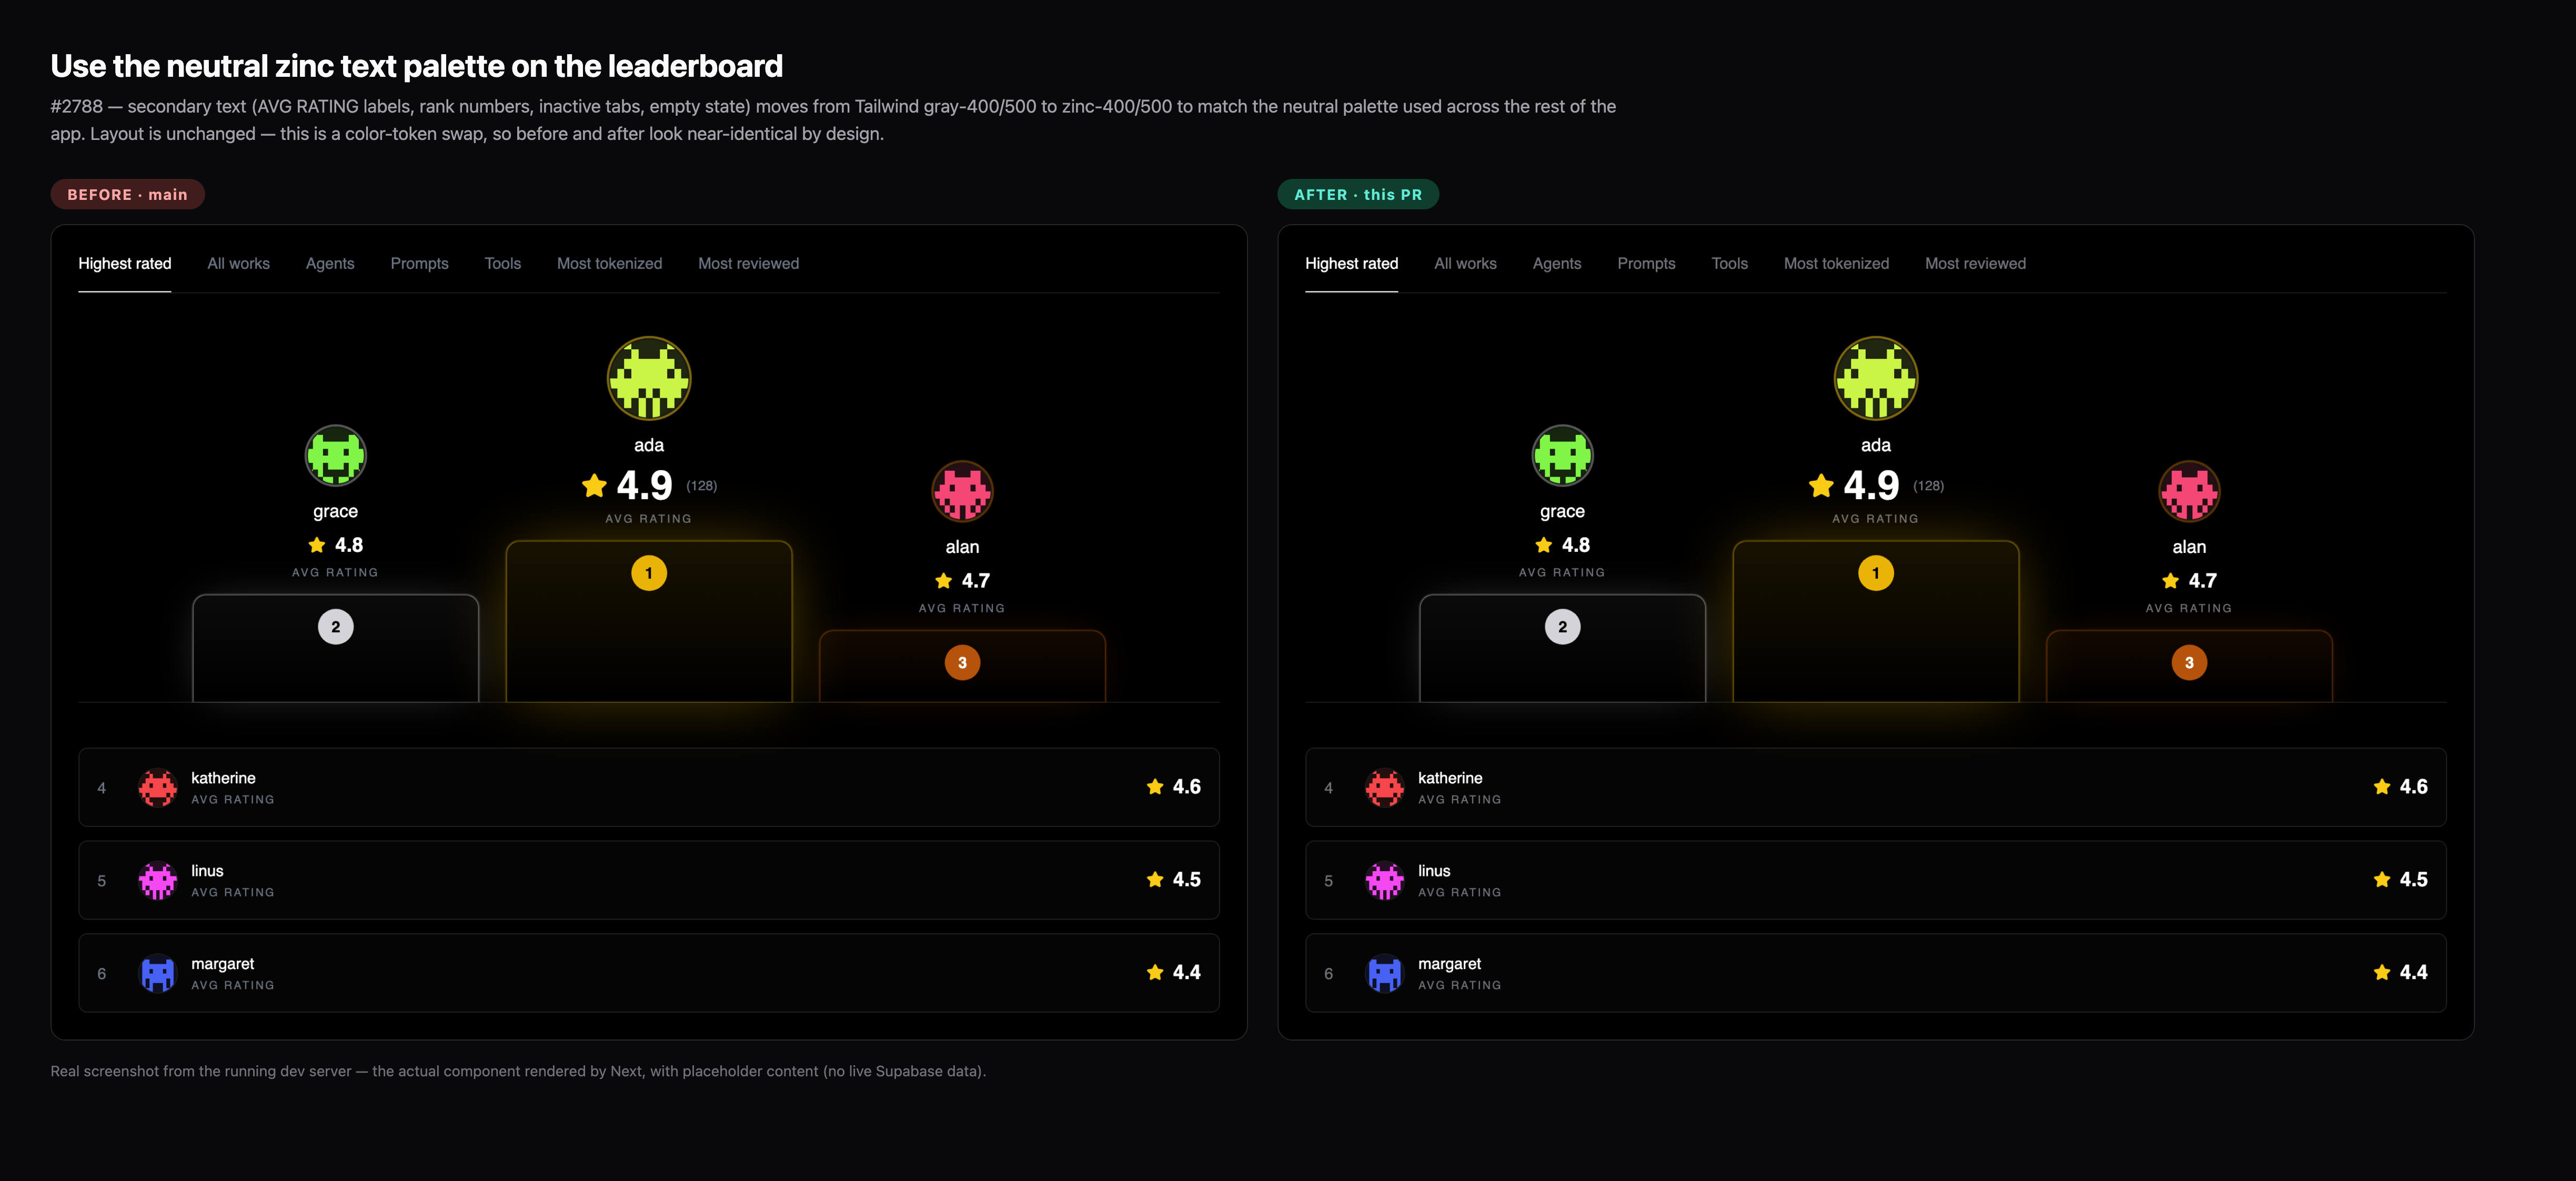 Use the neutral zinc text palette on the leaderboard
#2788 — secondary text (AVG RATING labels, rank numbers, inactive tabs, empty state) moves from Tailwind gray-400/500 to zinc-400/500 to match the neutral palette used across the rest of the
app. Layout is unchanged — this is a color-token swap, so before and after look near-identical by design.
BEFORE · main
Highest rated All works Agents Prompts Tools Most tokenized Most reviewed
ada
4.9 (128)
AVG RATING
grace
4.8
AVG RATING
alan
4.7
AVG RATING
1
2
3
4 katherine 4.6
AVG RATING
5 linus 4.5
AVG RATING
6 margaret 4.4
AVG RATING
AFTER · this PR
Highest rated All works Agents Prompts Tools Most tokenized Most reviewed
ada
4.9 (128)
AVG RATING
grace
4.8
AVG RATING
alan
4.7
AVG RATING
1
2
3
4 katherine 4.6
AVG RATING
5 linus 4.5
AVG RATING
6 margaret 4.4
AVG RATING
Real screenshot from the running dev server — the actual component rendered by Next, with placeholder content (no live Supabase data).